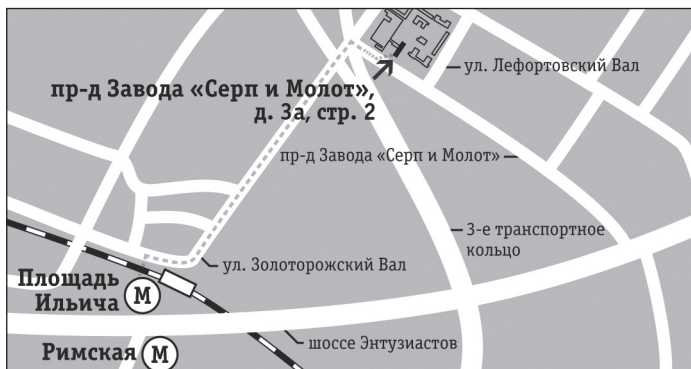 ул. Лефортовский Вал
пр-д Завода «Серп и Молот»,
д. 3а, стр. 2
пр-д Завода «Серп и Молот»
3-е транспортное
кольцо
ул. Золоторожский Вал
Площадь
Ильича
М
шоссе Энтузиастов
Римская
М